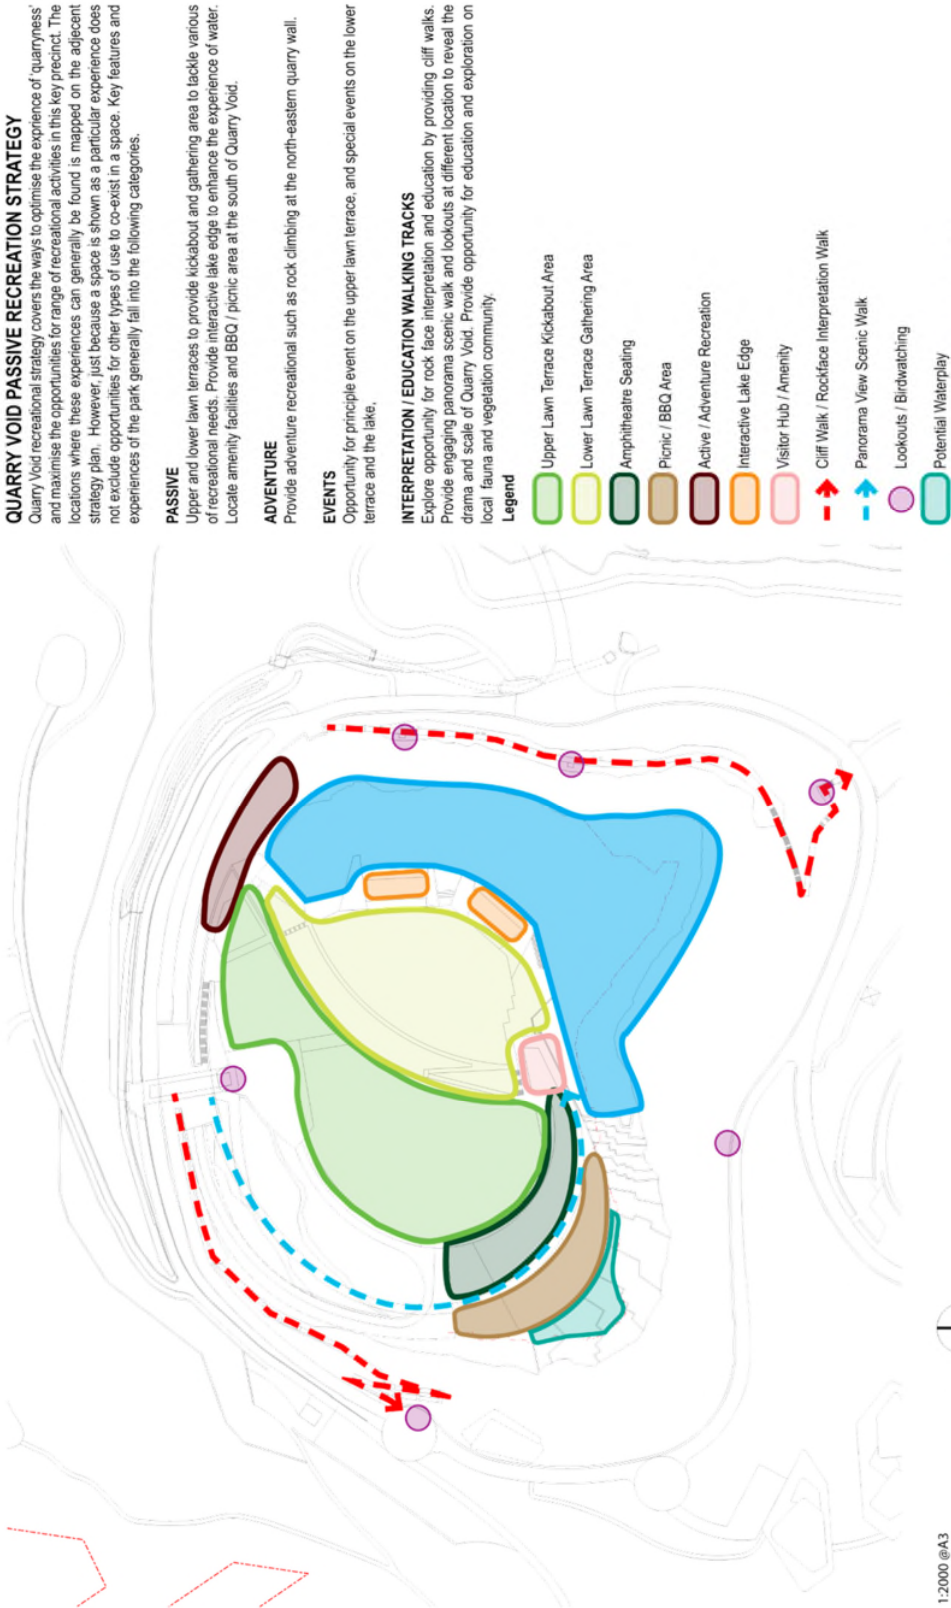 QUARRY VOID PASSIVE RECREATION STRATEGY
Quarry Void recreational strategy covers the ways to optimise the exprience of 'quarryness'
and maximise the opportunities for range of recreational activities in this key precinct. The
locations where these experiences can generally be found is mapped on the adjacent
strategy plan. However, just because a space is shown as a particular experience does
not exclude opportunities for other types of use to co-exist in a space. Key features and
experiences of the park generally fall into the following categories.
PASSIVE
Upper and lower lawn terraces to provide kickabout and gathering area to tackle various
of recreational needs. Provide interactive lake edge to enhance the experience of water.
Locate amenity facilities and BBQ / picnic area at the south of Quarry Void.
ADVENTURE
Provide adventure recreational such as rock climbing at the north-eastern quarry wall.
EVENTS
Opportunity for principle event on the upper lawn terrace, and special events on the lower
terrace and the lake.
INTERPRETATION / EDUCATION WALKING TRACKS
Explore opportunity for rock face interpretation and education by providing cliff walks.
Provide engaging panorama scenic walk and lookouts at different location to reveal the
drama and scale of Quarry Void. Provide opportunity for education and exploration on
local fauna and vegetation community.
Legend
Upper Lawn Terrace Kickabout Area
Lower Lawn Terrace Gathering Area
Amphitheatre Seating
Picnic / BBQ Area
Active / Adventure Recreation
Interactive Lake Edge
Visitor Hub / Amenity
Cliff Walk / Rockface Interpretation Walk
Panorama View Scenic Walk
Lookouts / Birdwatching
Potential Waterplay
1:2000 @A3